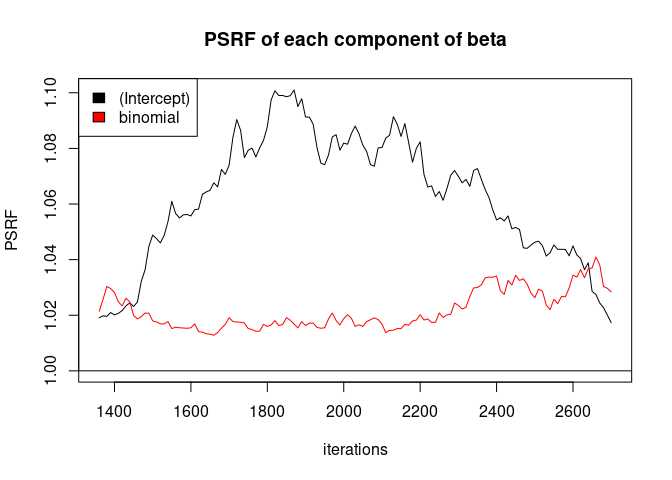 PSRF of each component of beta
(Intercept)
binomial
PSRF
1.10
1.08
1.06
1.04
1.02
1.00
1400 1600 1800 2000 2200 2400 2600
iterations